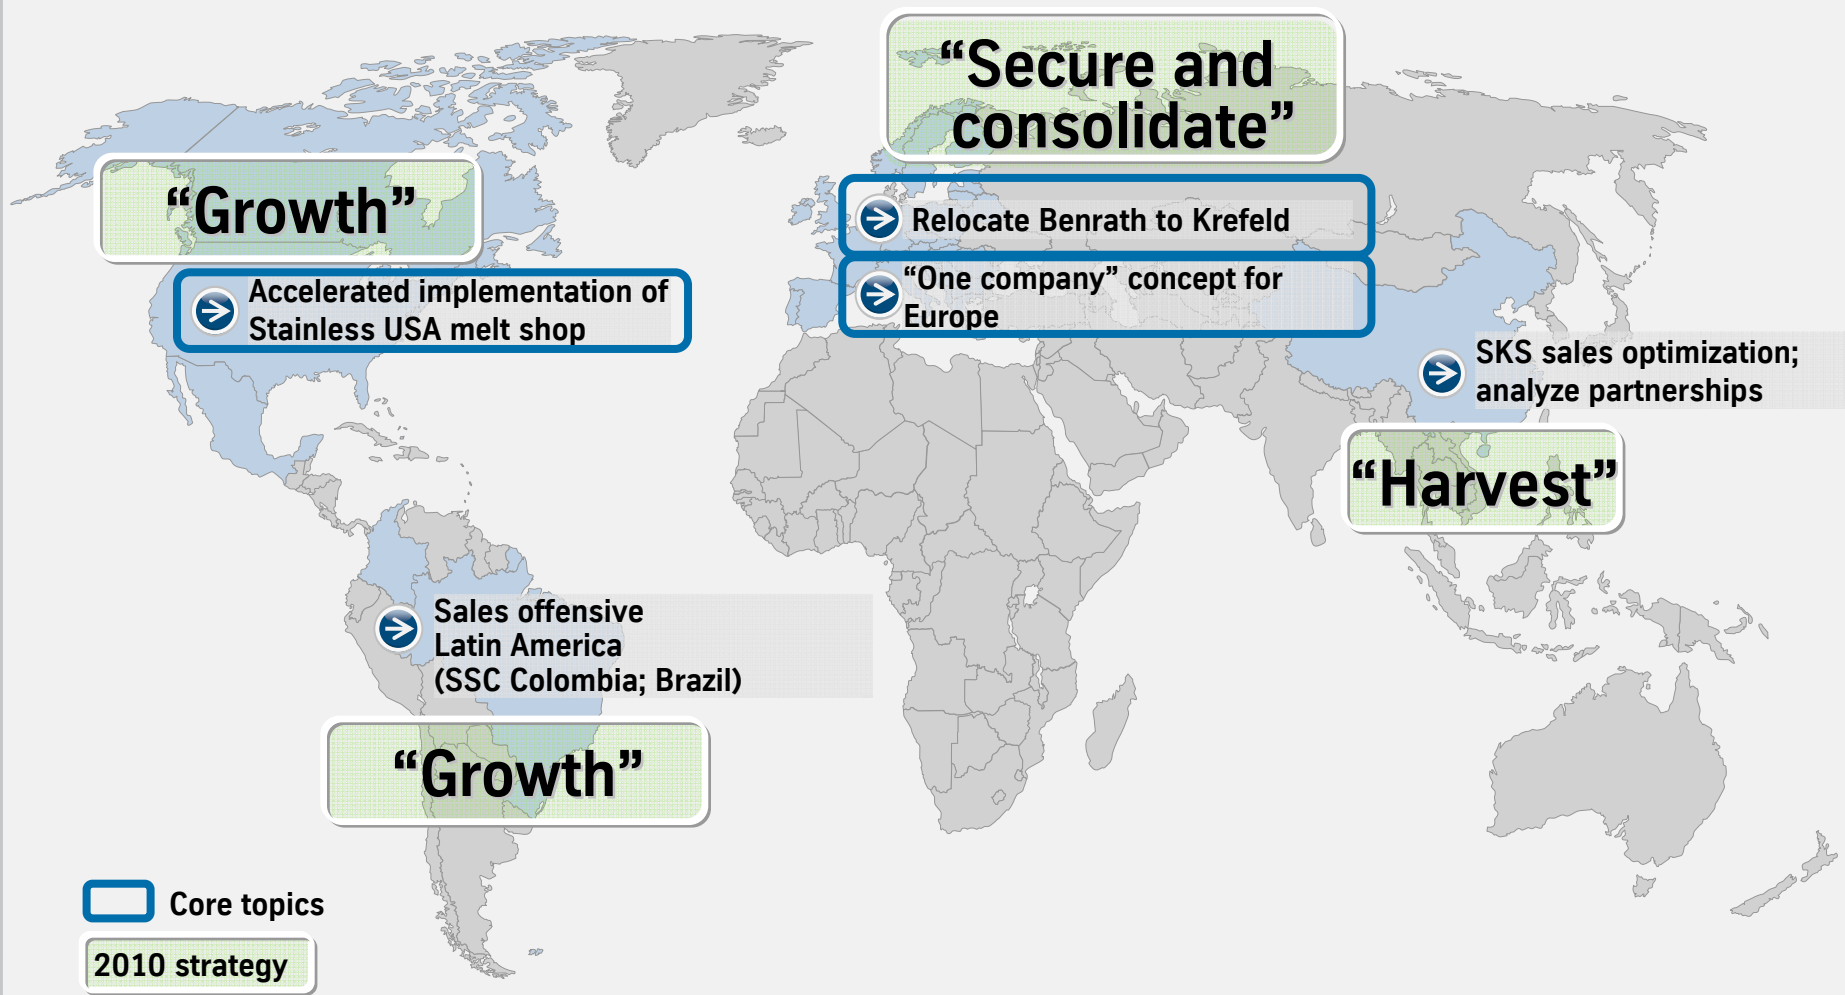 “Secure and
consolidate”
“Growth”
Relocate Benrath to Krefeld
“One company” concept for
Europe
Accelerated implementation of
Stainless USA melt shop
SKS sales optimization;
analyze partnerships
“Harvest”
Sales offensive
Latin America
(SSC Colombia; Brazil)
“Growth”
Core topics
2010 strategy